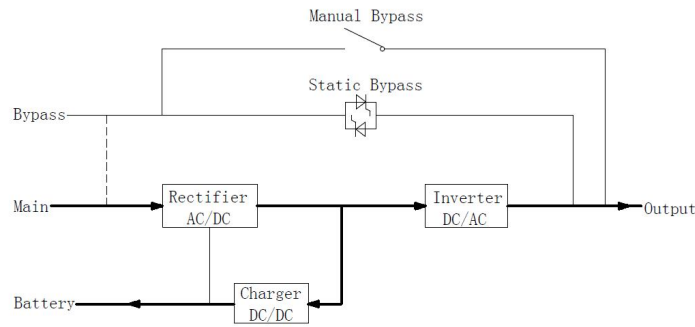 Manual Bypass
Static Bypass
Bypass
Main
Rectifier
AC/DC
Inverter
DC/AC
Output
Battery
Charger
DC/DC